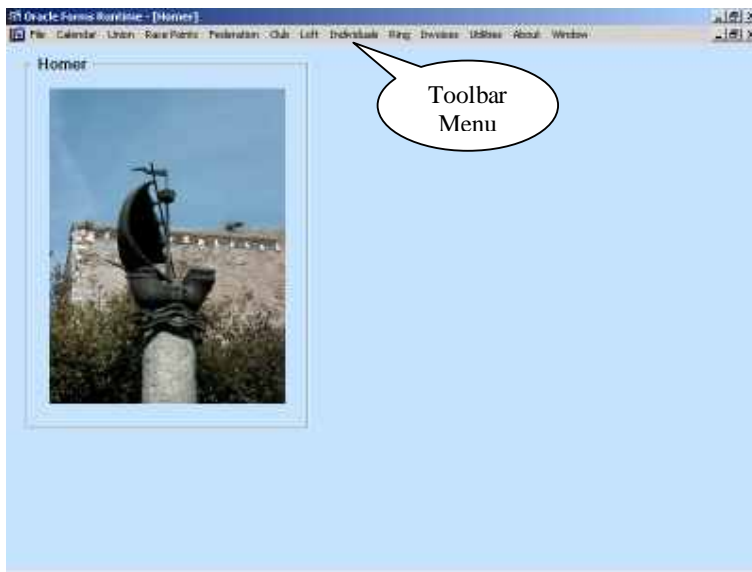 Oracle Forms Runtime - [Homer]
File Calendar Union Race Points Federation Club Loft Individuals Ring Invoices Utilities About Window
Homer
Toolbar
Menu